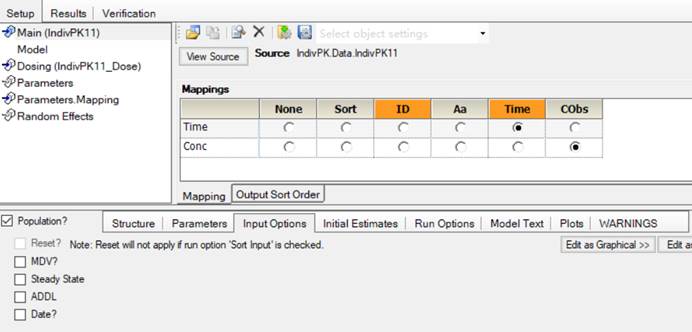 Setup Results Verification
Main (IndivPK11)
Model
Dosing (IndivPK11_Dose)
Parameters
Parameters.Mapping
Random Effects
Select object settings
View Source Source IndivPK.Data.IndivPK11
Mappings
None Sort ID Aa Time CObs
Time
Conc
Mapping Output Sort Order
Population? Structure Parameters Input Options Initial Estimates Run Options Model Text Plots WARNINGS
Reset? Note: Reset will not apply if run option 'Sort Input' is checked. Edit as Graphical >> Edit as
MDV?
Steady State
ADDL
Date?